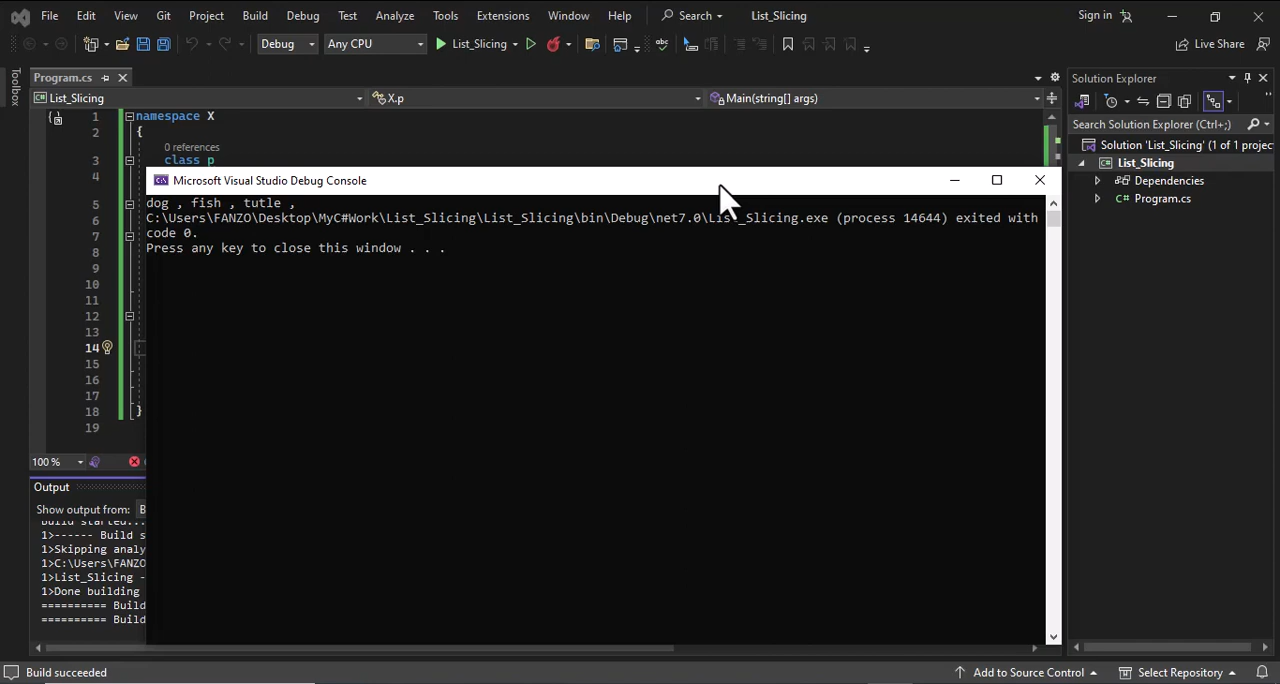 File Edit View Git Project Build Debug Test Analyze Tools Extensions Window Help Search List_Slicing Sign in
Debug Any CPU List_Slicing Live Share
Toolbox
Program.cs
List_Slicing X.p Main(string[] args)
1 namespace X
2 {
0 references
3 class p
4
5
6
7
8
9
10
11
12
13
14
15
16
17
18 }
19
100 %
Microsoft Visual Studio Debug Console
dog , fish , tutle ,
C:\Users\FANZO\Desktop\MyC#Work\List_Slicing\List_Slicing\bin\Debug\net7.0\List_Slicing.exe (process 14644) exited with
code 0.
Press any key to close this window . . .
Solution Explorer
Search Solution Explorer (Ctrl+;)
Solution 'List_Slicing' (1 of 1 project
List_Slicing
Dependencies
C# Program.cs
Output
Show output from: B
Build started...
1>------ Build s
1>Skipping analy
1>C:\Users\FANZO
1>List_Slicing -
1>Done building
========== Build
========== Build
Build succeeded Add to Source Control Select Repository